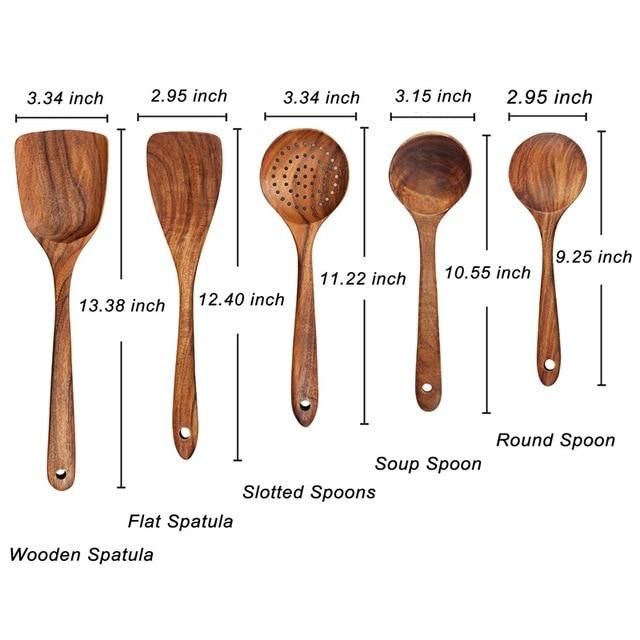 3.34 inch
2.95 inch
3.34 inch
3.15 inch
2.95 inch
13.38 inch
12.40 inch
11.22 inch
10.55 inch
9.25 inch
Round Spoon
Soup Spoon
Slotted Spoons
Flat Spatula
Wooden Spatula